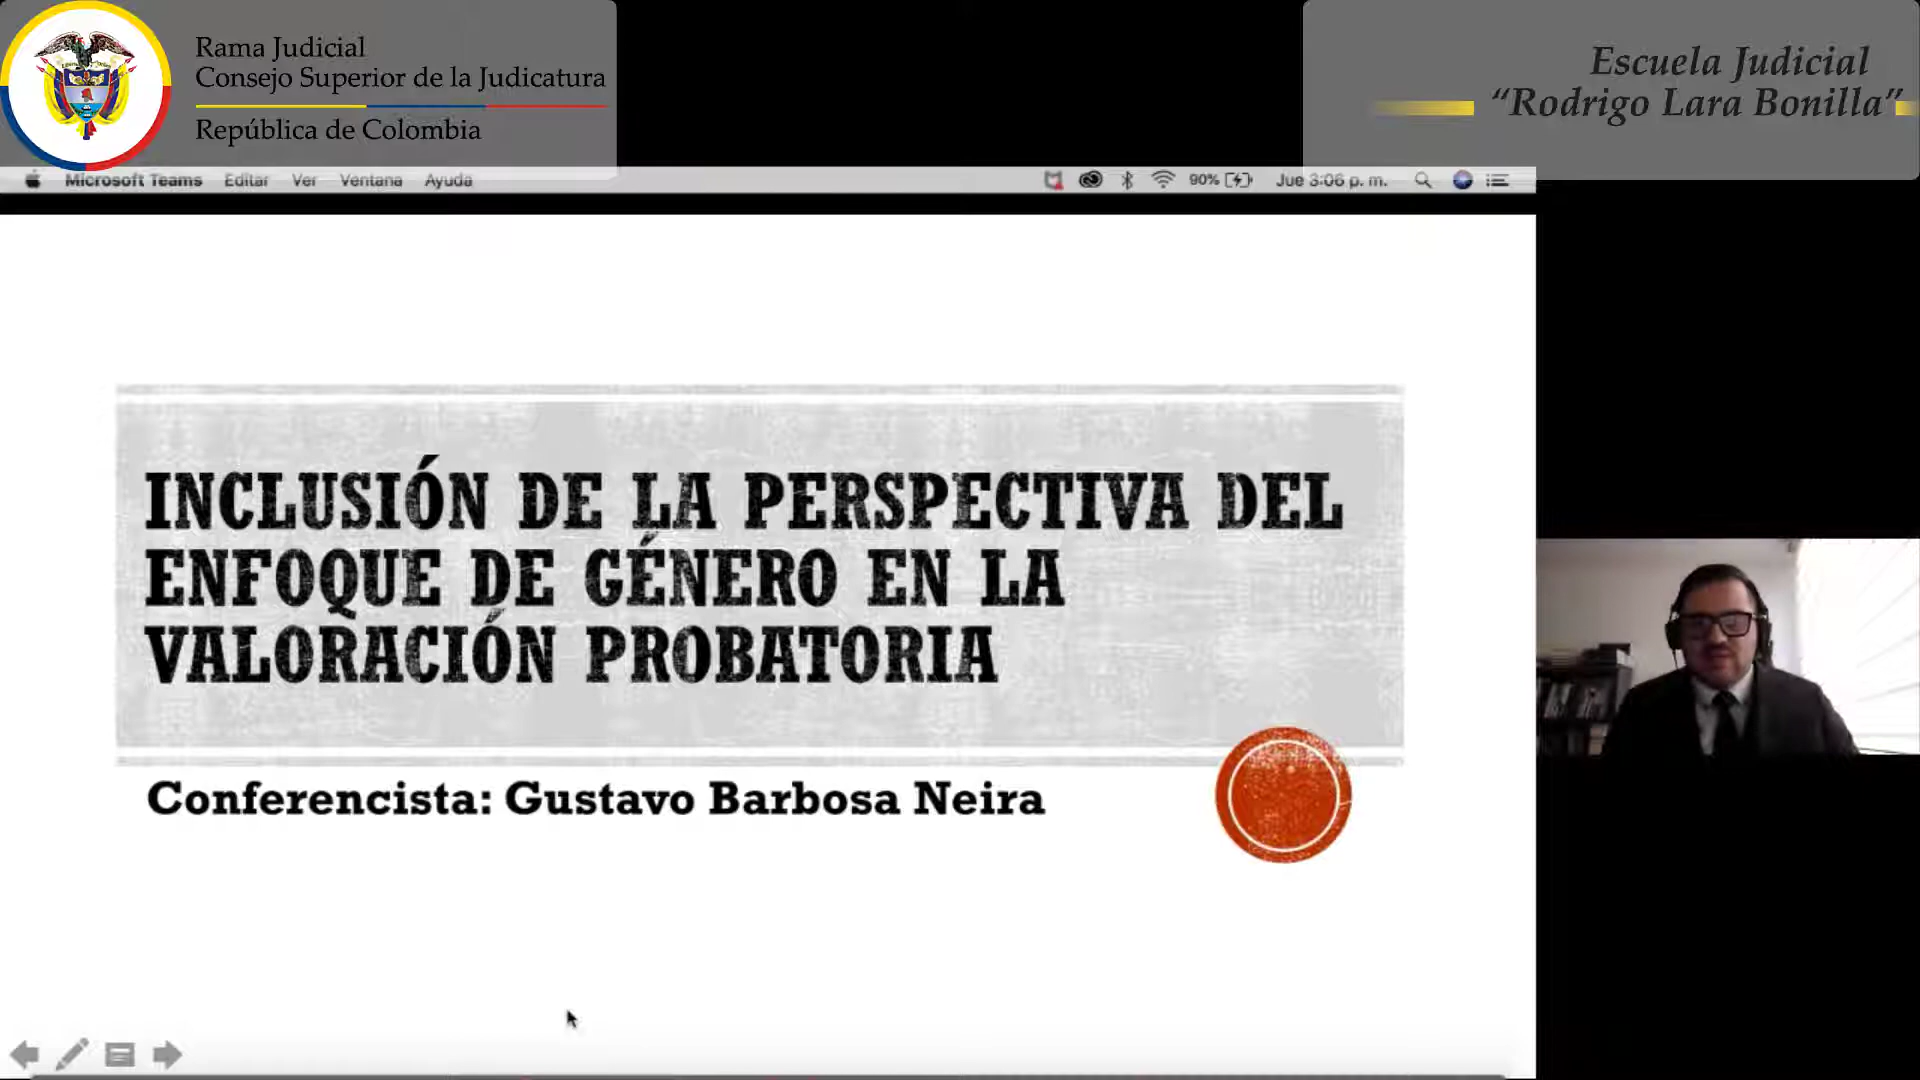 Rama Judicial
Consejo Superior de la Judicatura
República de Colombia
Escuela Judicial
“Rodrigo Lara Bonilla”
Microsoft Teams Editar Ver Ventana Ayuda 90% Jue 3:06 p. m.
INCLUSIÓN DE LA PERSPECTIVA DEL
ENFOQUE DE GÉNERO EN LA
VALORACIÓN PROBATORIA
Conferencista: Gustavo Barbosa Neira